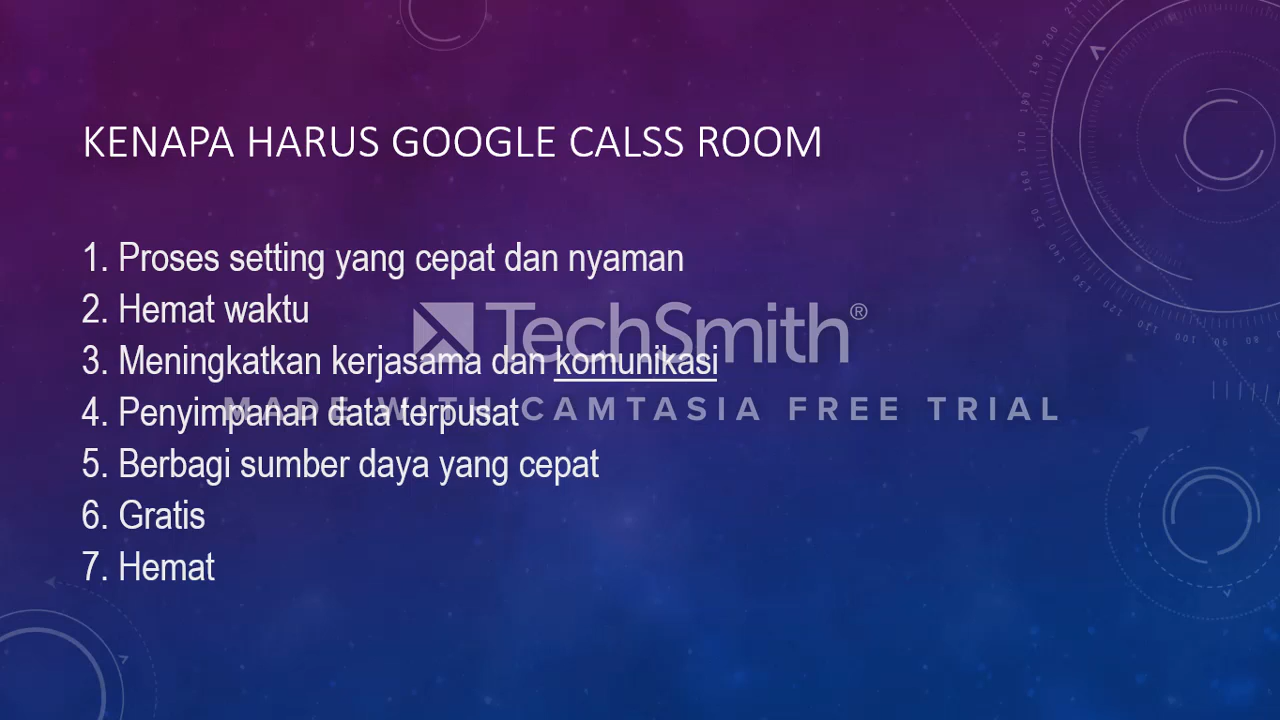 KENAPA HARUS GOOGLE CALSS ROOM
1. Proses setting yang cepat dan nyaman
2. Hemat waktu
TechSmith®
3. Meningkatkan kerjasama dan komunikasi
4. Penyimpanan data terpusat
MADE WITH CAMTASIA FREE TRIAL
5. Berbagi sumber daya yang cepat
6. Gratis
7. Hemat